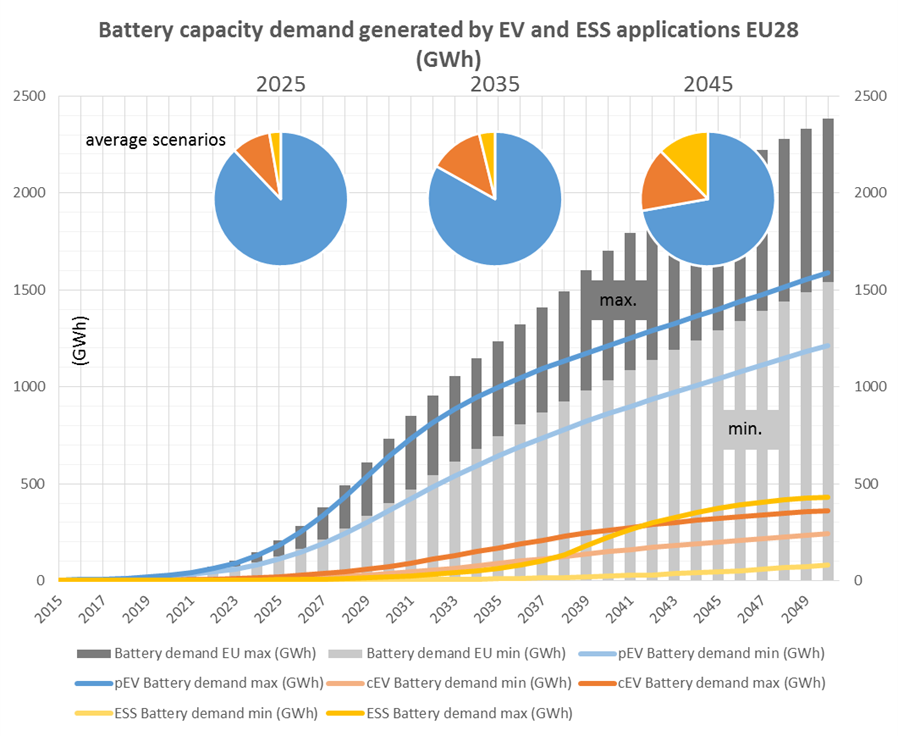 Battery capacity demand generated by EV and ESS applications EU28
(GWh)
2025 2035 2045
2500 2500
average scenarios
2000 2000
1500 1500
max.
(GWh)
1000 1000
min.
500 500
0 0
2015 2017 2019 2021 2023 2025 2027 2029 2031 2033 2035 2037 2039 2041 2043 2045 2047 2049
Battery demand EU max (GWh) Battery demand EU min (GWh) pEV Battery demand min (GWh)
pEV Battery demand max (GWh) cEV Battery demand min (GWh) cEV Battery demand max (GWh)
ESS Battery demand min (GWh) ESS Battery demand max (GWh)